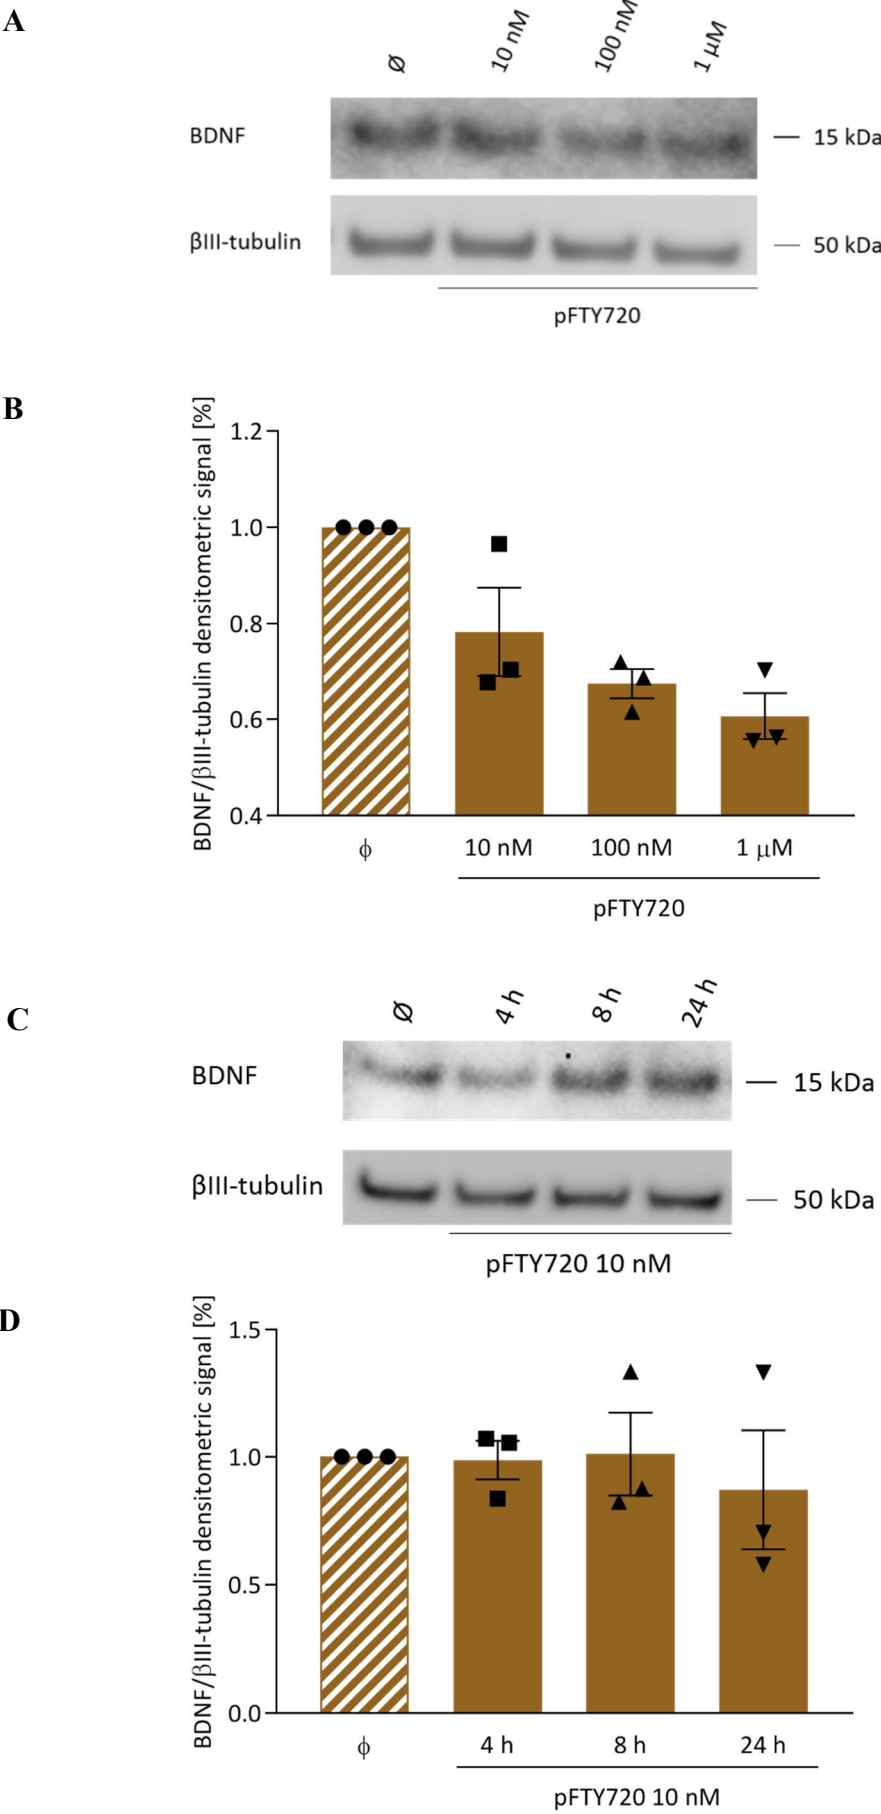 A
Ø 10 nM 100 nM 1 µM
BDNF 15 kDa
βIII-tubulin 50 kDa
pFTY720
B
BDNF/βIII-tubulin densitometric signal [%]
1.2
1.0
0.8
0.6
0.4
ϕ 10 nM 100 nM 1 µM
pFTY720
C
Ø 4 h 8 h 24 h
BDNF 15 kDa
βIII-tubulin 50 kDa
pFTY720 10 nM
D
BDNF/βIII-tubulin densitometric signal [%]
1.5
1.0
0.5
0.0
ϕ 4 h 8 h 24 h
pFTY720 10 nM